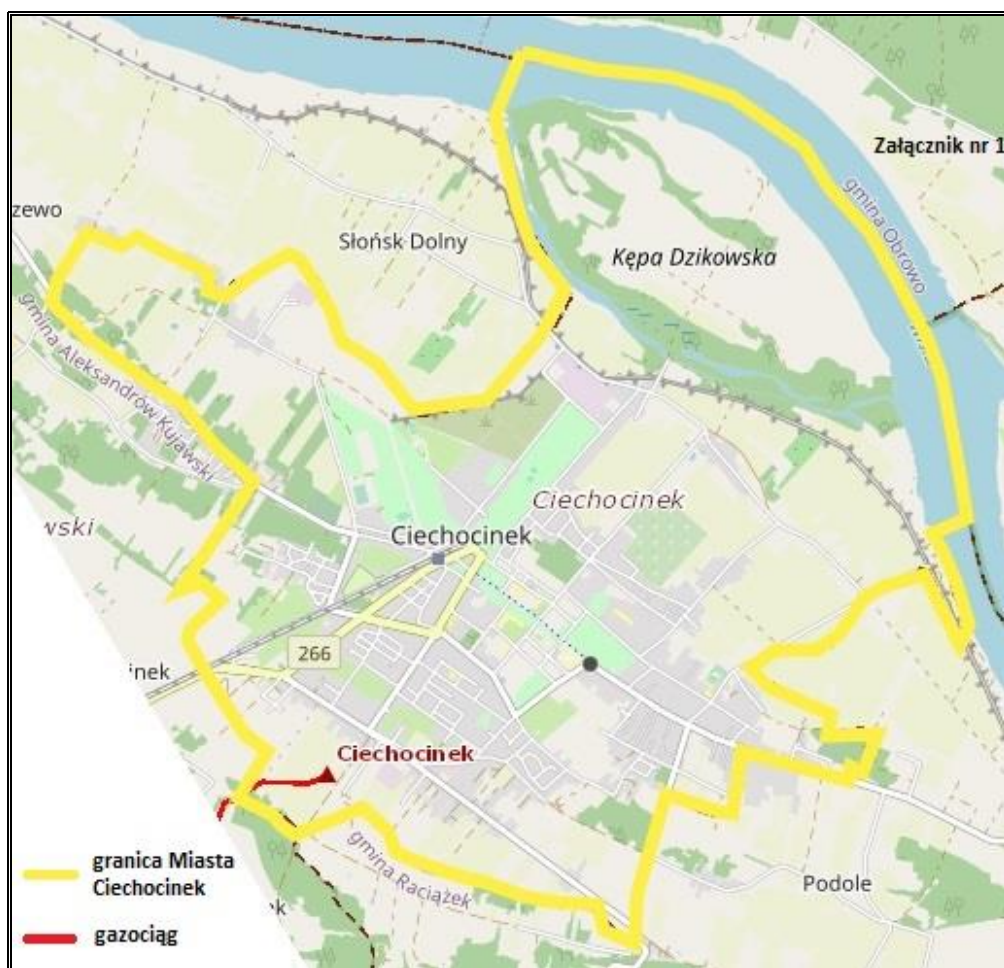 Załącznik nr 1
gmina Obrowo
zewo
Słońsk Dolny
Kępa Dzikowska
gmina Aleksandrów Kujawski
wski
Ciechocinek
Ciechocinek
266
inek
Ciechocinek
granica Miasta
Ciechocinek
gmina Raciążek
Podole
gazociąg